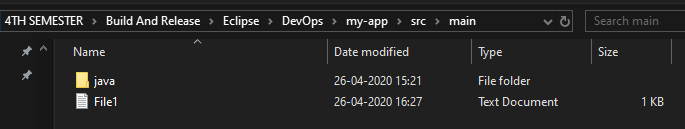 4TH SEMESTER > Build And Release > Eclipse > DevOps > my-app > src > main Search main
Name Date modified Type Size
java 26-04-2020 15:21 File folder
File1 26-04-2020 16:27 Text Document 1 KB